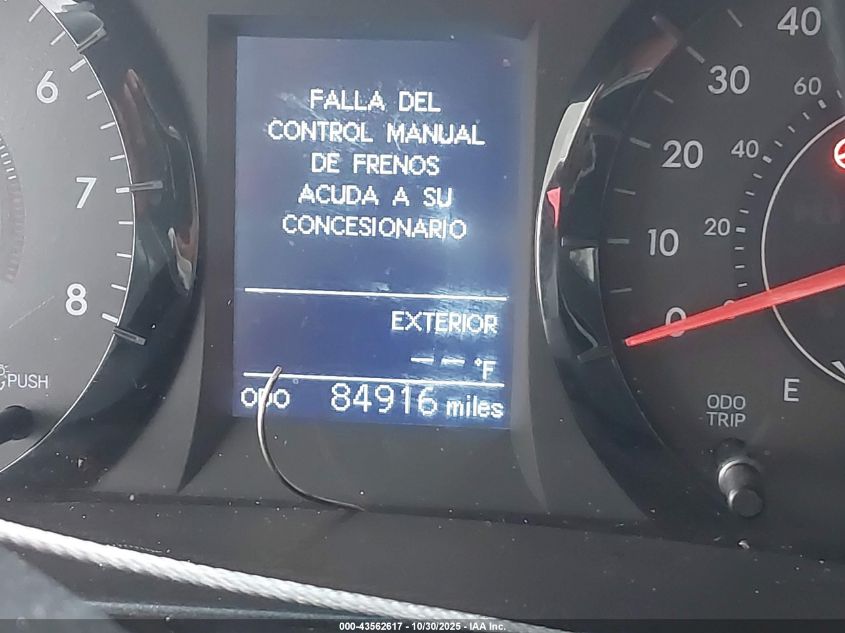 FALLA DEL
CONTROL MANUAL
DE FRENOS
ACUDA A SU
CONCESIONARIO
EXTERIOR
-- °F
ODO 84916 miles
6
7
8
PUSH
40
30
20
10
0
60
40
20
E
ODO
TRIP
000-43562617 - 10/30/2025 - IAA Inc.